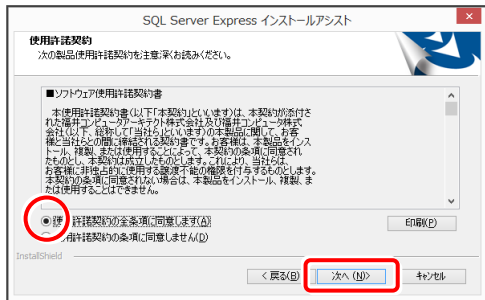 SQL Server Express インストールアシスト
使用許諾契約
次の製品使用許諾契約を注意深くお読みください。
■ソフトウェア使用許諾契約書
本使用許諾契約書(以下「本契約」といいます)は、本契約が添付さ
れた福井コンピュータアーキテクト株式会社及び福井コンピュータ株式
会社(以下、総称して「当社ら」といいます)の本製品に関して、お客
様と当社らとの間に締結される契約書です。お客様は、本製品をインス
トール、複製、または使用することによって、本契約の条項に同意され
たものとし、本契約は成立したものとします。これにより、当社らは、
お客様に非独占的に使用する譲渡不能の権限を付与するものとします。
本契約の条項に同意されない場合は、本製品をインストール、複製、ま
たは使用することはできません。
許諾契約の全条項に同意します(A)
印刷(P)
用許諾契約の条項に同意しません(D)
InstallShield
< 戻る(B)
次へ (N)>
キャンセル